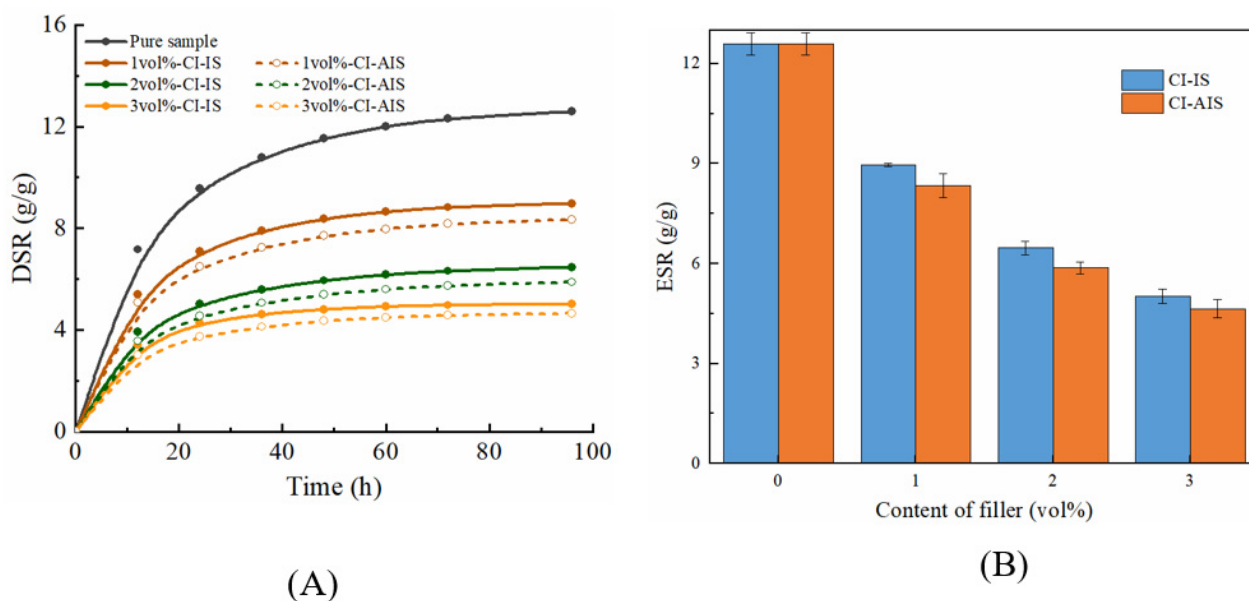 16
12
8
4
0
DSR (g/g)
Pure sample
1vol%-CI-IS 1vol%-CI-AIS
2vol%-CI-IS 2vol%-CI-AIS
3vol%-CI-IS 3vol%-CI-AIS
0 20 40 60 80 100
Time (h)
(A)
12
9
6
3
0
ESR (g/g)
CI-IS
CI-AIS
0 1 2 3
Content of filler (vol%)
(B)